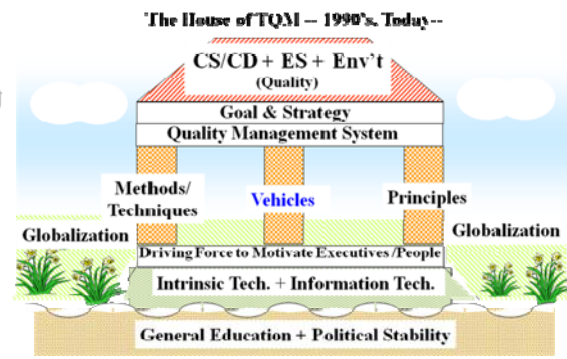 The House of TQM -- 1990's. Today--
CS/CD + ES + Env't
(Quality)
Goal & Strategy
Quality Management System
Methods/
Techniques
Vehicles
Principles
Globalization
Globalization
Driving Force to Motivate Executives/People
Intrinsic Tech. + Information Tech.
General Education + Political Stability